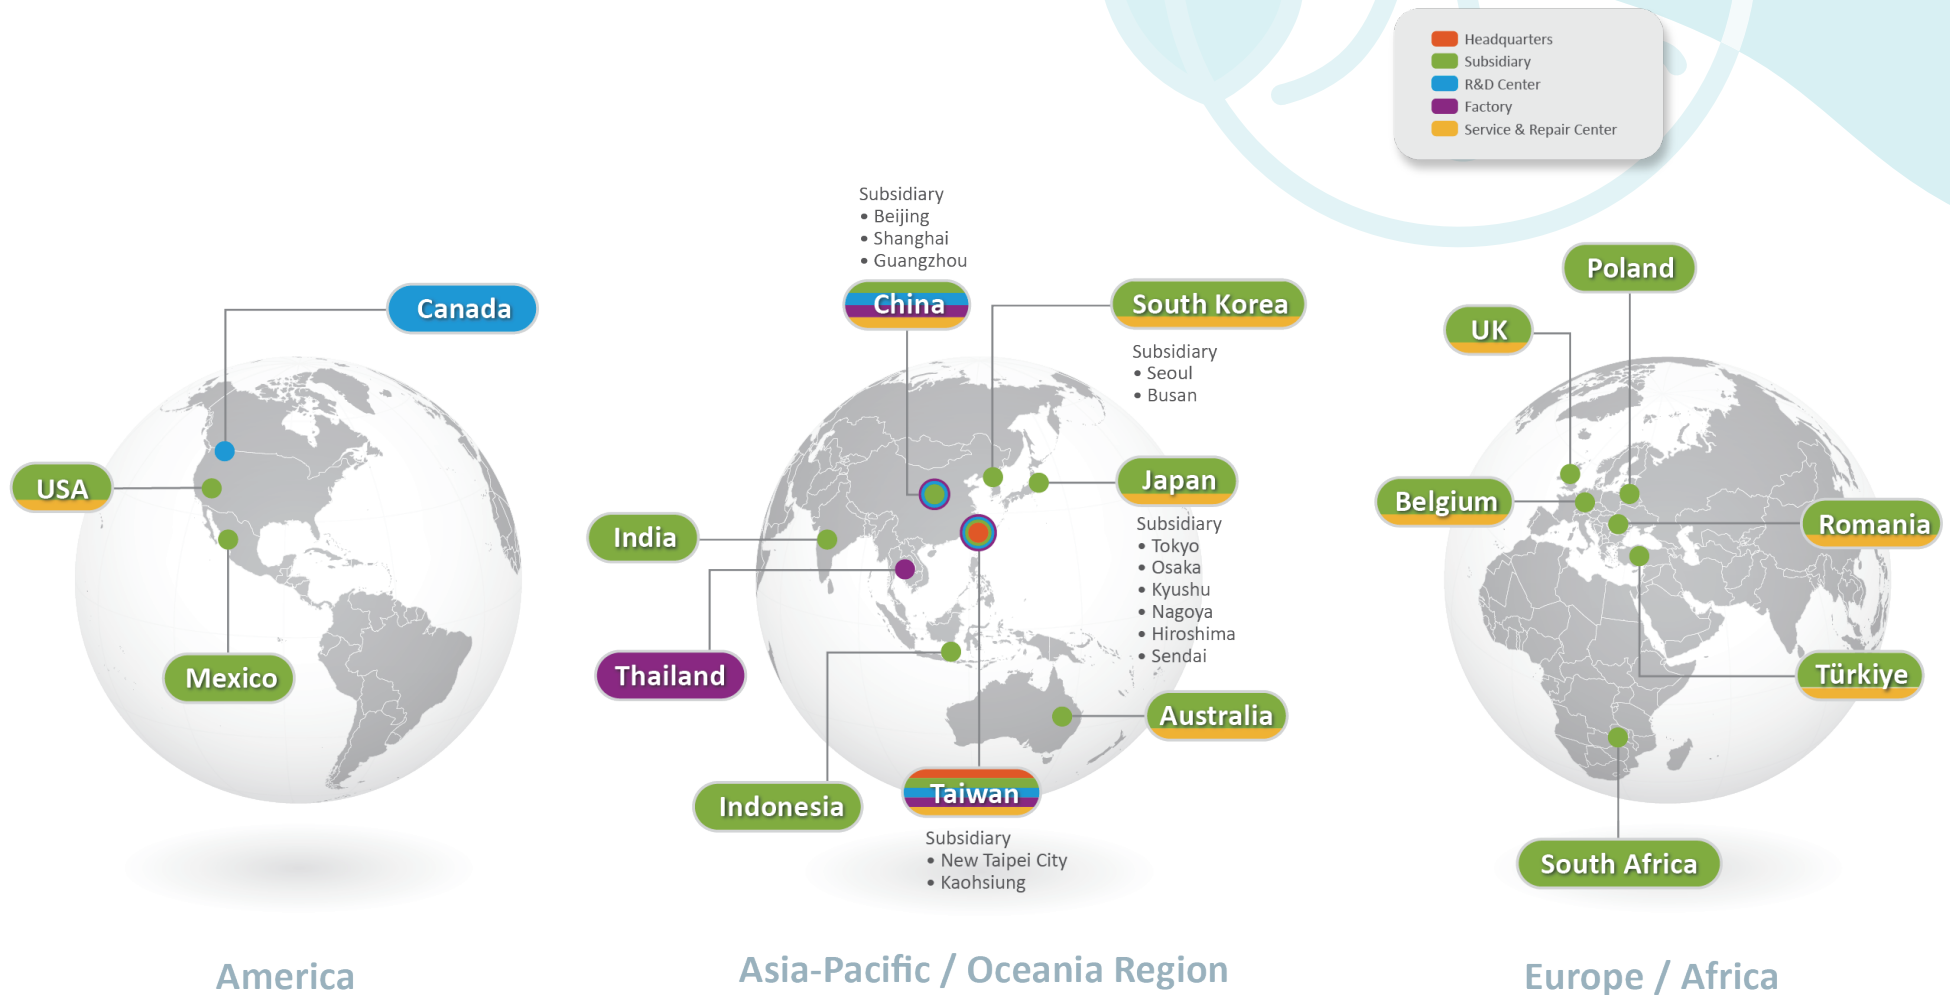 Headquarters
Subsidiary
R&D Center
Factory
Service & Repair Center
Canada
USA
Mexico
America
Subsidiary
• Beijing
• Shanghai
• Guangzhou
China
South Korea
Subsidiary
• Seoul
• Busan
Japan
Subsidiary
• Tokyo
• Osaka
• Kyushu
• Nagoya
• Hiroshima
• Sendai
India
Thailand
Indonesia
Australia
Taiwan
Subsidiary
• New Taipei City
• Kaohsiung
Asia-Pacific / Oceania Region
Poland
UK
Belgium
Romania
Türkiye
South Africa
Europe / Africa